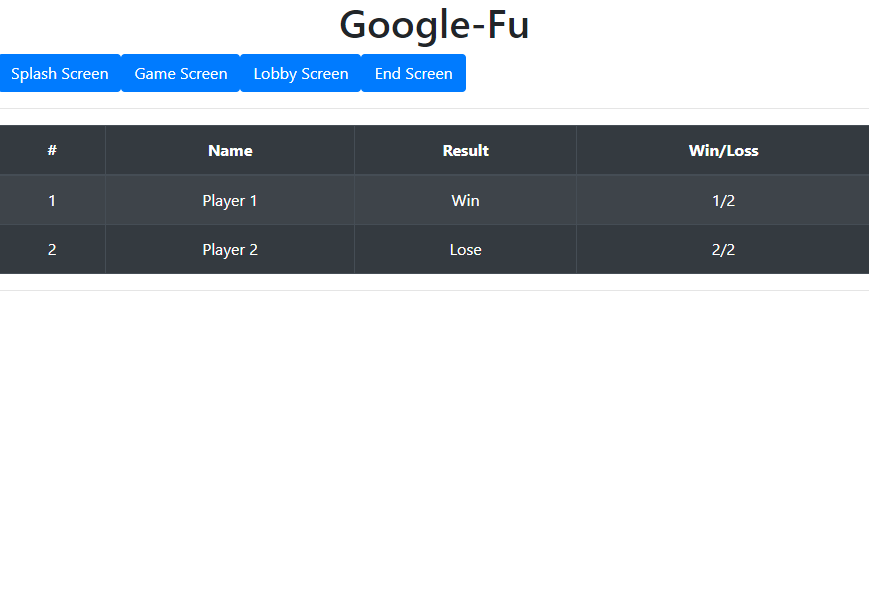 Google-Fu
Splash Screen Game Screen Lobby Screen End Screen
# Name Result Win/Loss
1 Player 1 Win 1/2
2 Player 2 Lose 2/2